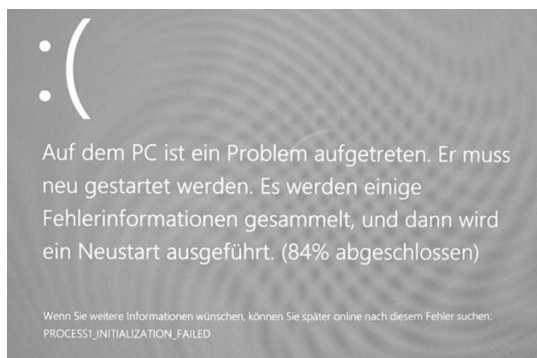 :(
Auf dem PC ist ein Problem aufgetreten. Er muss
neu gestartet werden. Es werden einige
Fehlerinformationen gesammelt, und dann wird
ein Neustart ausgeführt. (84% abgeschlossen)
Wenn Sie weitere Informationen wünschen, können Sie später online nach diesem Fehler suchen:
PROCESS1_INITIALIZATION_FAILED